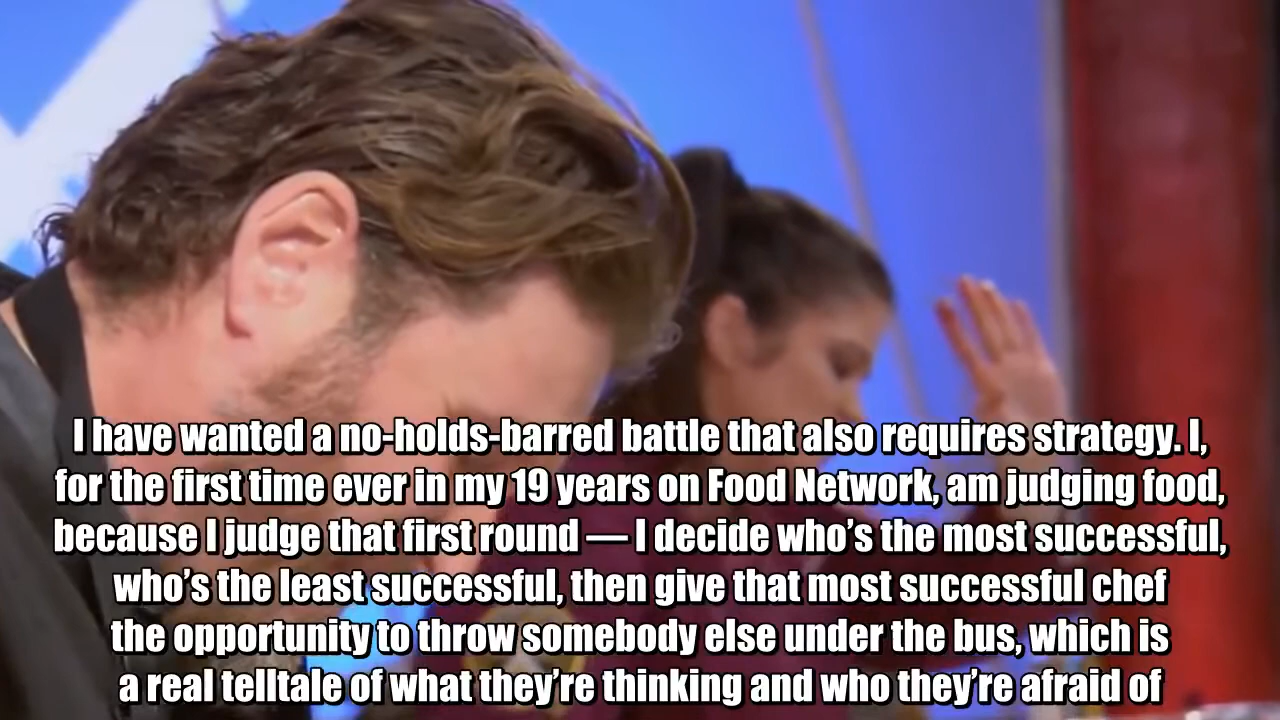 I have wanted a no-holds-barred battle that also requires strategy. I,
for the first time ever in my 19 years on Food Network, am judging food,
because I judge that first round — I decide who’s the most successful,
who’s the least successful, then give that most successful chef
the opportunity to throw somebody else under the bus, which is
a real telltale of what they’re thinking and who they’re afraid of